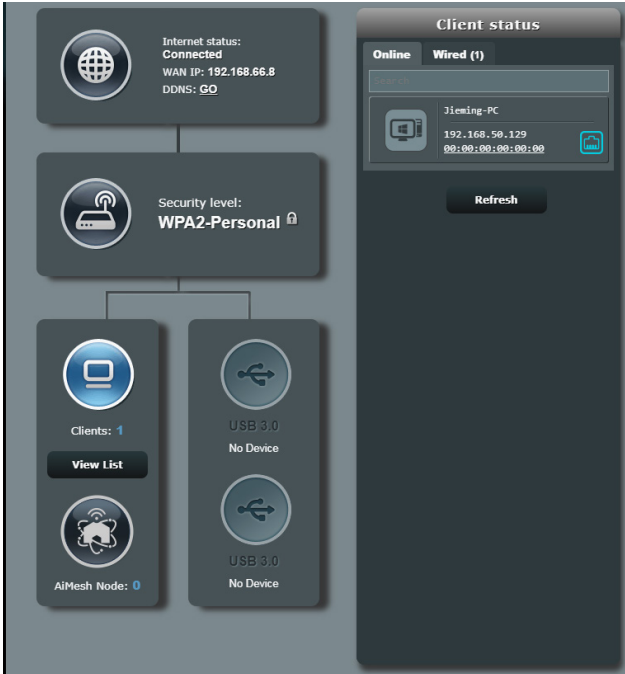 Internet status:
Connected
WAN IP: 192.168.66.8
DDNS: GO
Security level:
WPA2-Personal
Clients: 1
View List
AiMesh Node: 0
USB 3.0
No Device
USB 3.0
No Device
Client status
Online Wired (1)
Search
Jieming-PC
192.168.50.129
00:00:00:00:00:00
Refresh